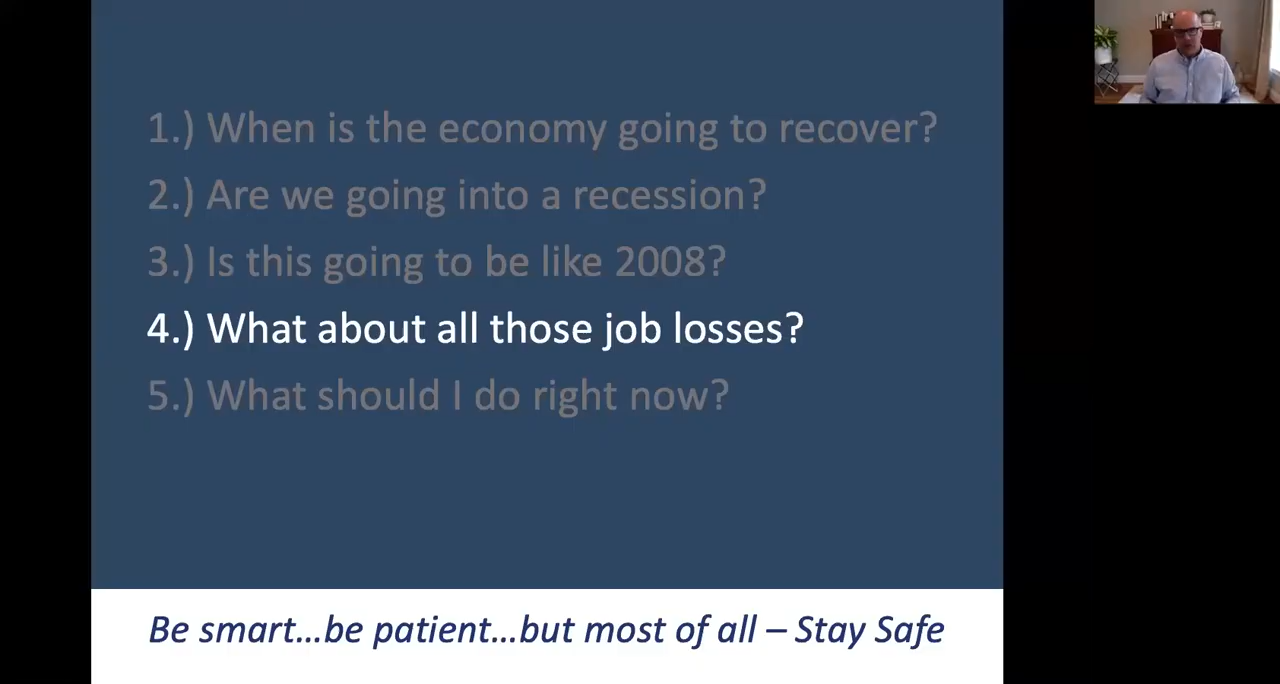 1.) When is the economy going to recover?
2.) Are we going into a recession?
3.) Is this going to be like 2008?
4.) What about all those job losses?
5.) What should I do right now?
Be smart…be patient…but most of all – Stay Safe